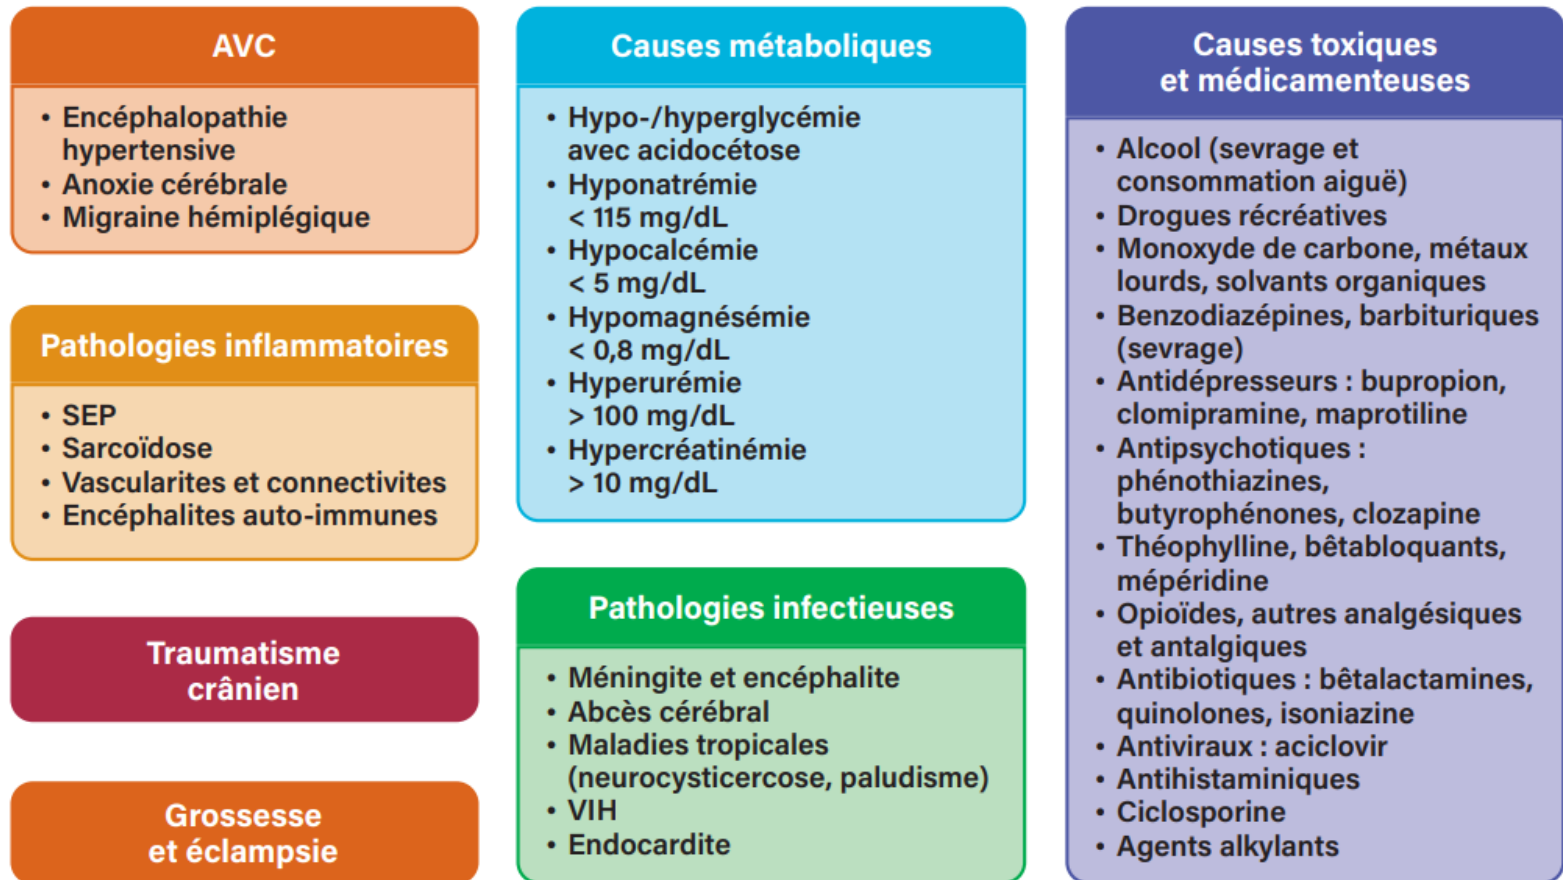 AVC
• Encéphalopathie
hypertensive
• Anoxie cérébrale
• Migraine hémiplégique
Pathologies inflammatoires
• SEP
• Sarcoïdose
• Vascularites et connectivites
• Encéphalites auto-immunes
Traumatisme
crânien
Grossesse
et éclampsie
Causes métaboliques
• Hypo-/hyperglycémie
avec acidocétose
• Hyponatrémie
< 115 mg/dL
• Hypocalcémie
< 5 mg/dL
• Hypomagnésémie
< 0,8 mg/dL
• Hyperurémie
> 100 mg/dL
• Hypercréatinémie
> 10 mg/dL
Pathologies infectieuses
• Méningite et encéphalite
• Abcès cérébral
• Maladies tropicales
(neurocysticercose, paludisme)
• VIH
• Endocardite
Causes toxiques
et médicamenteuses
• Alcool (sevrage et
consommation aiguë)
• Drogues récréatives
• Monoxyde de carbone, métaux
lourds, solvants organiques
• Benzodiazépines, barbituriques
(sevrage)
• Antidépresseurs : bupropion,
clomipramine, maprotiline
• Antipsychotiques :
phénothiazines,
butyrophénones, clozapine
• Théophylline, bêtabloquants,
mépéridine
• Opioïdes, autres analgésiques
et antalgiques
• Antibiotiques : bêtalactamines,
quinolones, isoniazine
• Antiviraux : aciclovir
• Antihistaminiques
• Ciclosporine
• Agents alkylants